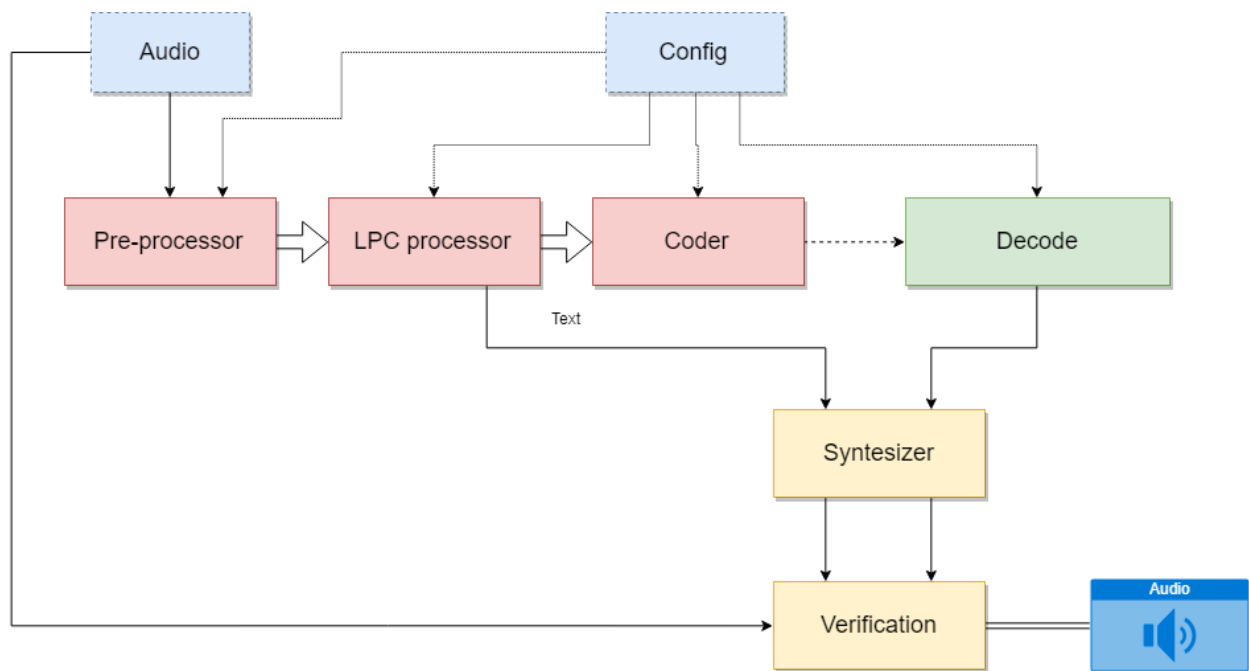 Audio
Config
Pre-processor
LPC processor
Coder
Decode
Text
Syntesizer
Verification
Audio